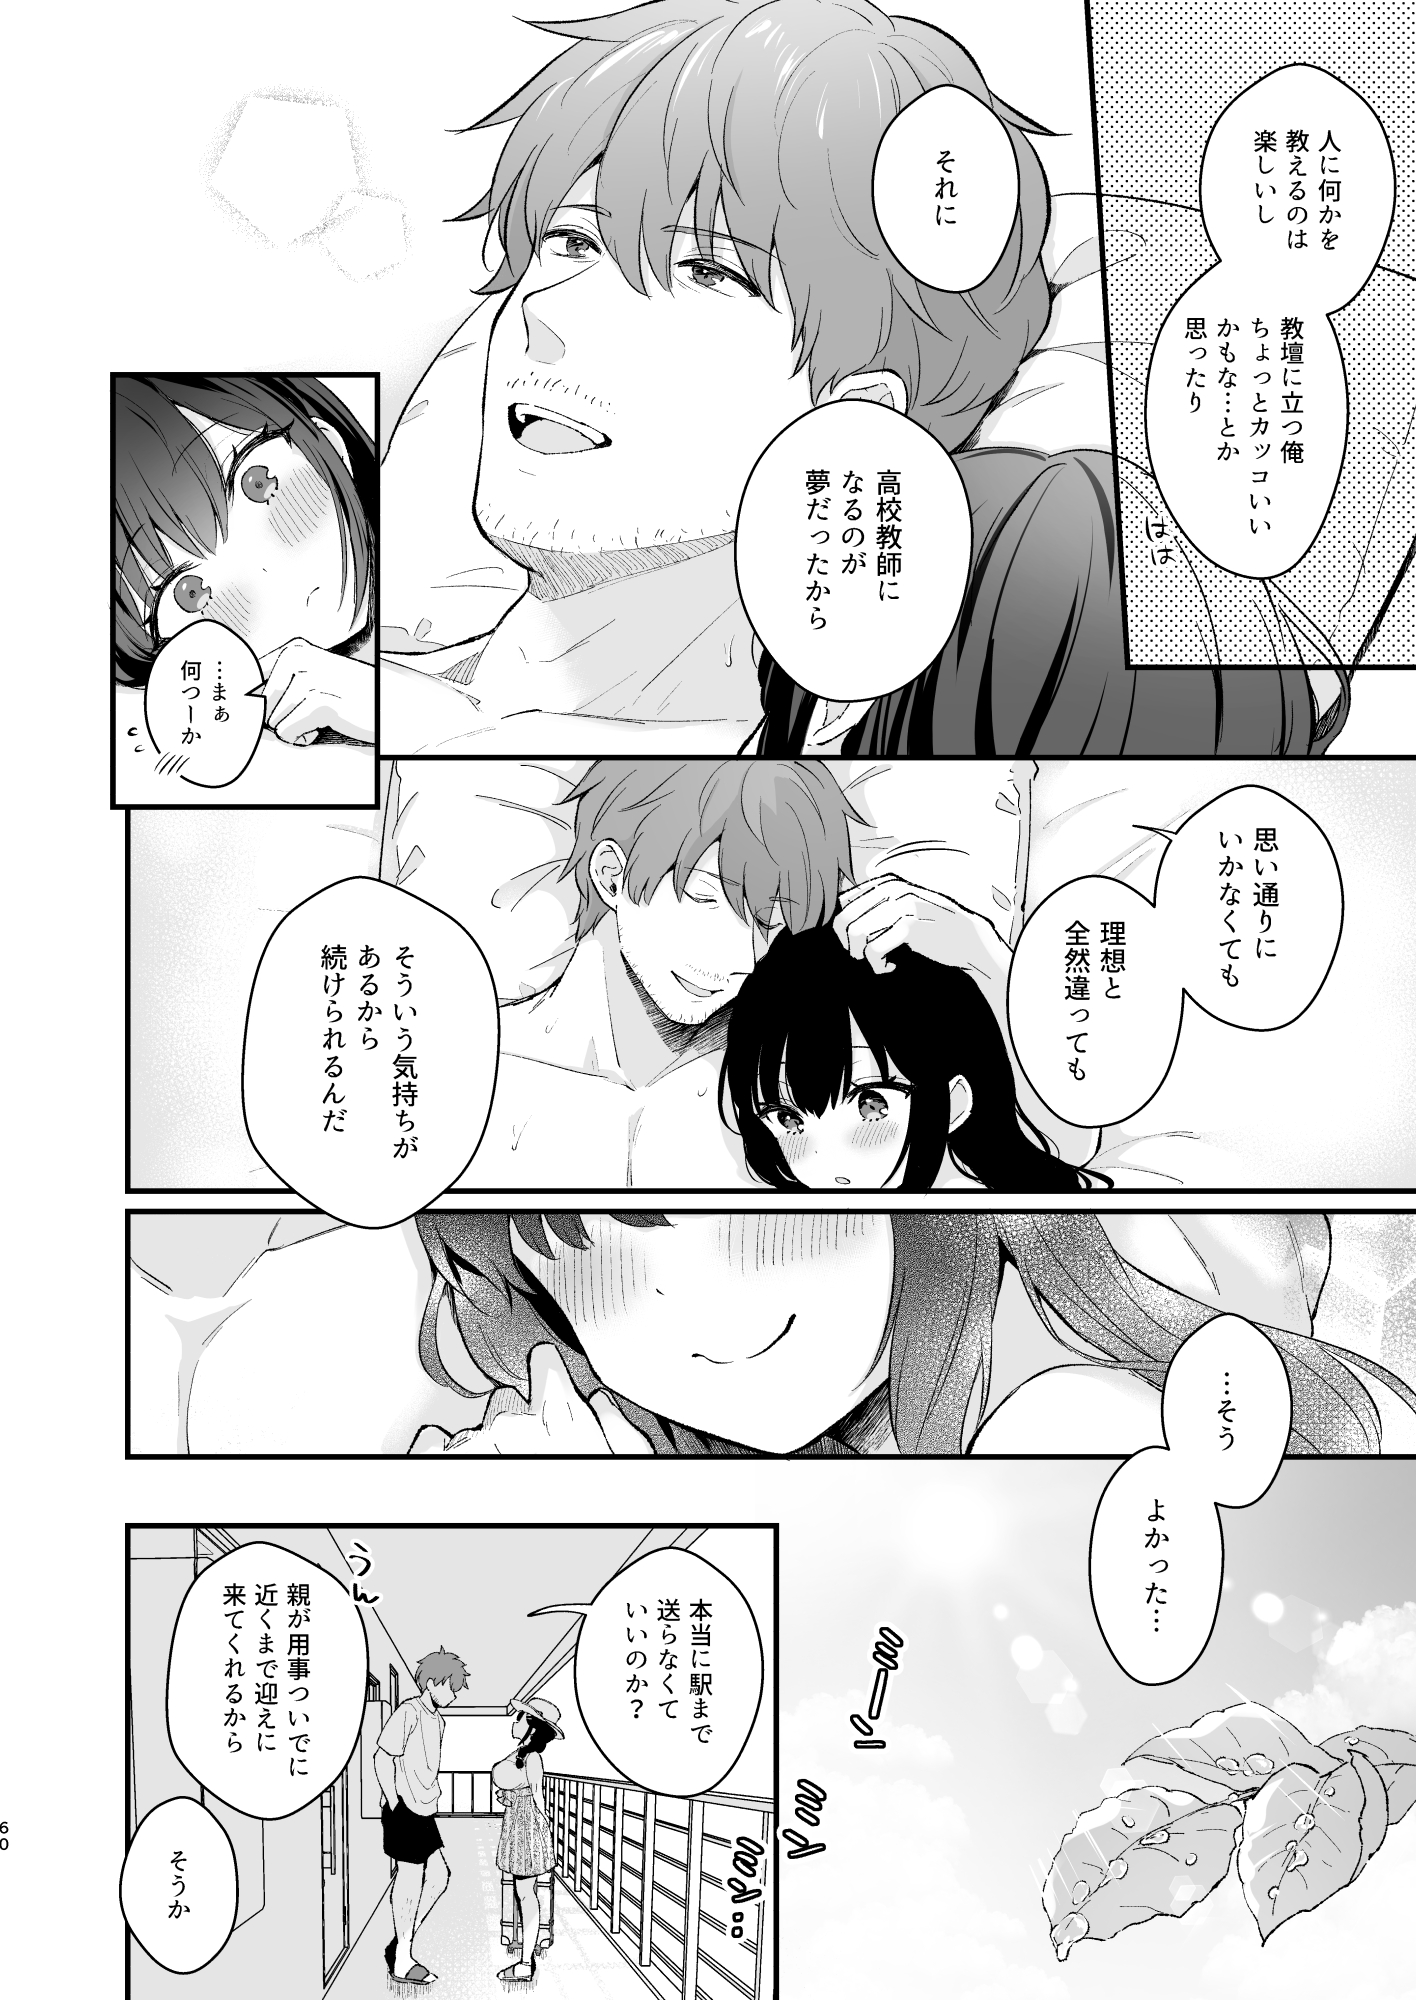 人に何かを
教えるのは
楽しいし
教壇に立つ俺
ちょっとカッコいい
かもな…とか
思ったり
はは
それに
高校教師に
なるのが
夢だったから
…まぁ
何つーか
思い通りに
いかなくても
理想と
全然違っても
そういう気持ちが
あるから
続けられるんだ
…そう
よかった…
ミーン
ミンミン
ミン…
本当に駅まで
送らなくて
いいのか？
うん
親が用事ついでに
近くまで迎えに
来てくれるから
そうか
60